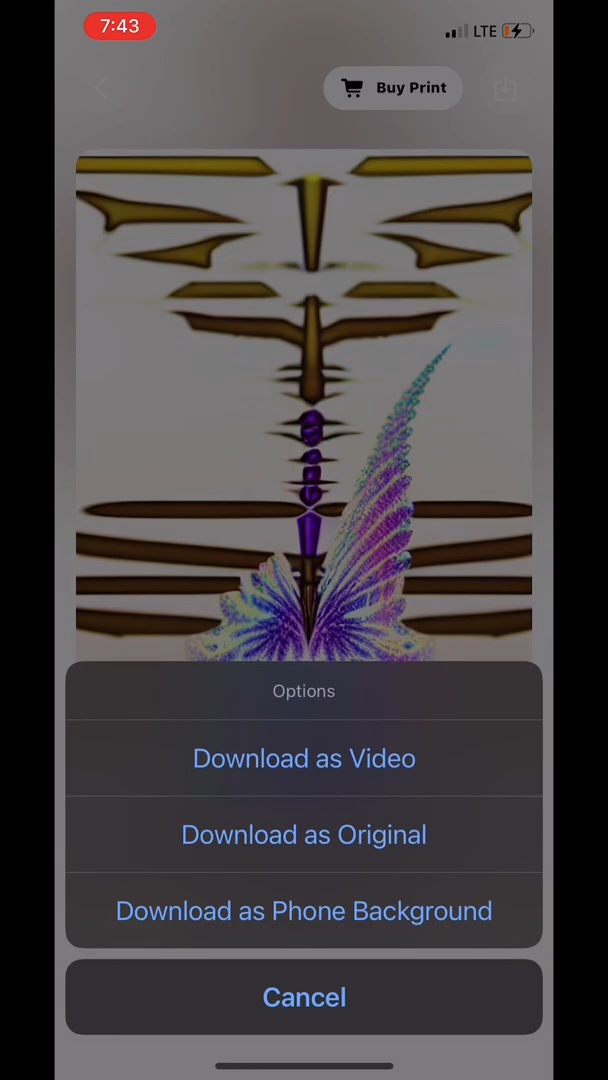 7:43
LTE
Buy Print
Options
Download as Video
Download as Original
Download as Phone Background
Cancel